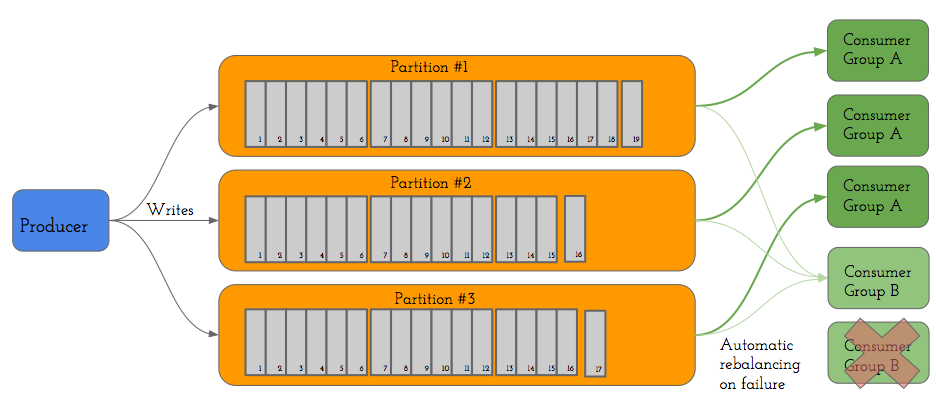 Producer
Writes
Partition #1
1 2 3 4 5 6 7 8 9 10 11 12 13 14 15 16 17 18 19
Partition #2
1 2 3 4 5 6 7 8 9 10 11 12 13 14 15 16
Partition #3
1 2 3 4 5 6 7 8 9 10 11 12 13 14 15 16 17
Consumer
Group A
Consumer
Group A
Consumer
Group A
Consumer
Group B
Consumer
Group B
Automatic
rebalancing
on failure